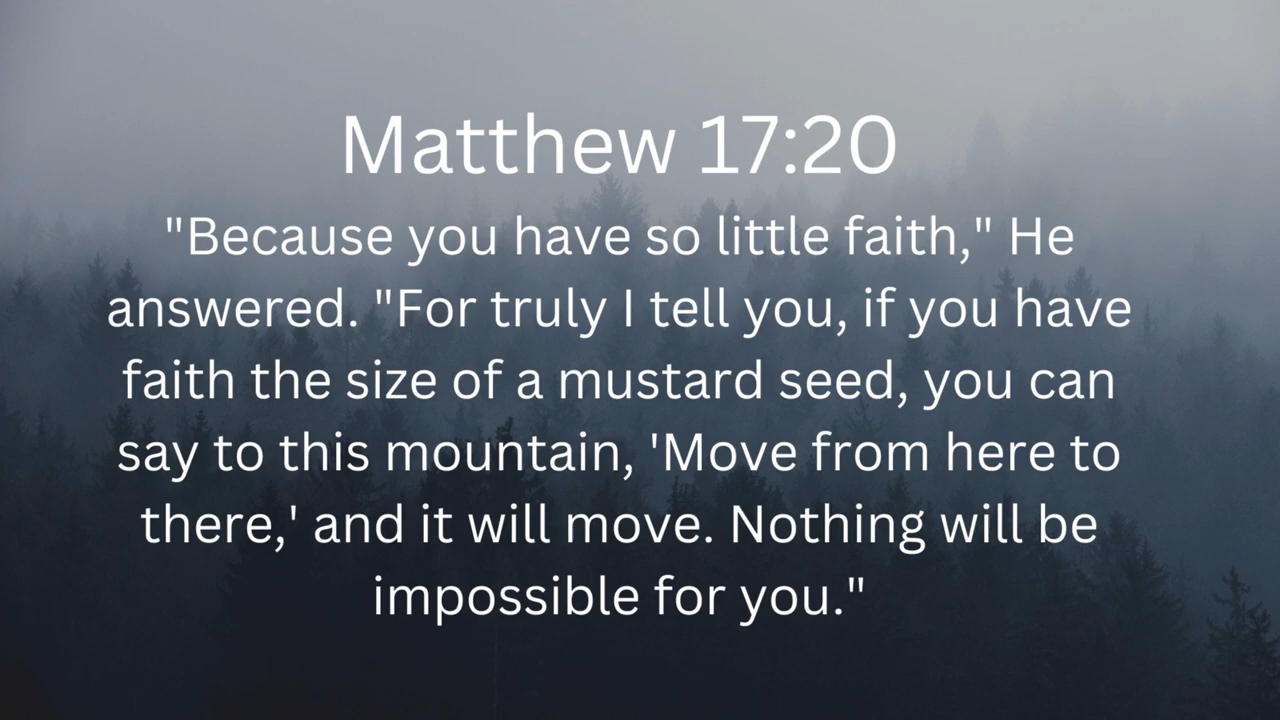 Matthew 17:20
"Because you have so little faith," He
answered. "For truly I tell you, if you have
faith the size of a mustard seed, you can
say to this mountain, 'Move from here to
there,' and it will move. Nothing will be
impossible for you."